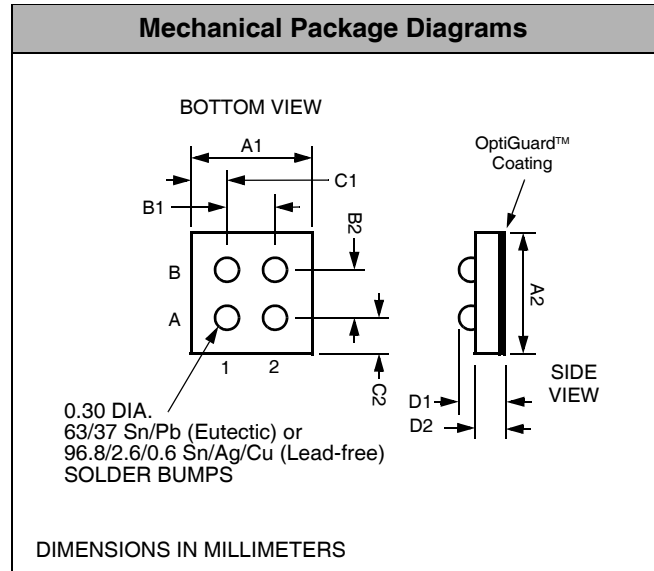 Mechanical Package Diagrams
BOTTOM VIEW
OptiGuard™
Coating
A1
C1
B1
B2
B
A
A2
1
2
C2
SIDE
VIEW
D1
D2
0.30 DIA.
63/37 Sn/Pb (Eutectic) or
96.8/2.6/0.6 Sn/Ag/Cu (Lead-free)
SOLDER BUMPS
DIMENSIONS IN MILLIMETERS